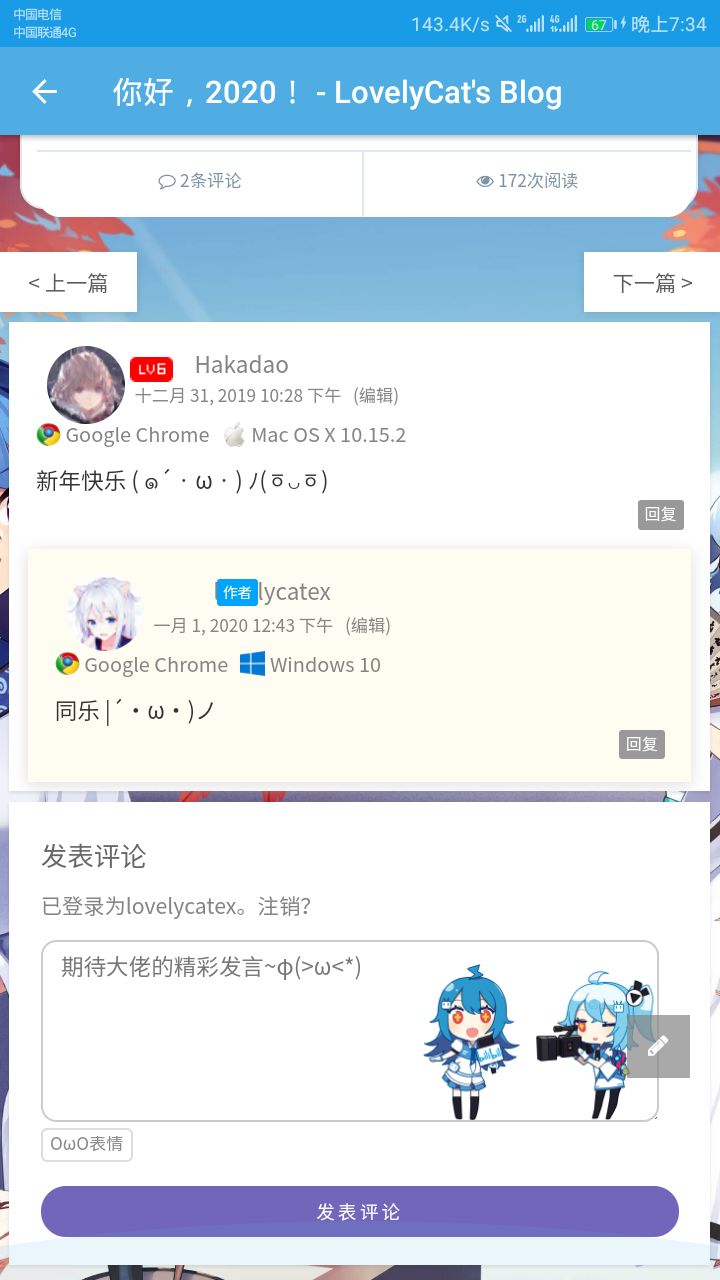 中国电信
中国联通4G
143.4K/s 2G 4G 67 晚上7:34
你好，2020！ - LovelyCat's Blog
2条评论 172次阅读
< 上一篇 下一篇 >
LV6 Hakadao
十二月 31, 2019 10:28 下午 (编辑)
Google Chrome Mac OS X 10.15.2
新年快乐 ( ๑´・ω・) ﾉ(ㆆᴗㆆ)
回复
作者 lycatex
一月 1, 2020 12:43 下午 (编辑)
Google Chrome Windows 10
同乐 |´・ω・)ノ
回复
发表评论
已登录为lovelycatex。注销？
期待大佬的精彩发言~φ(>ω<*)
OωO表情
发表评论